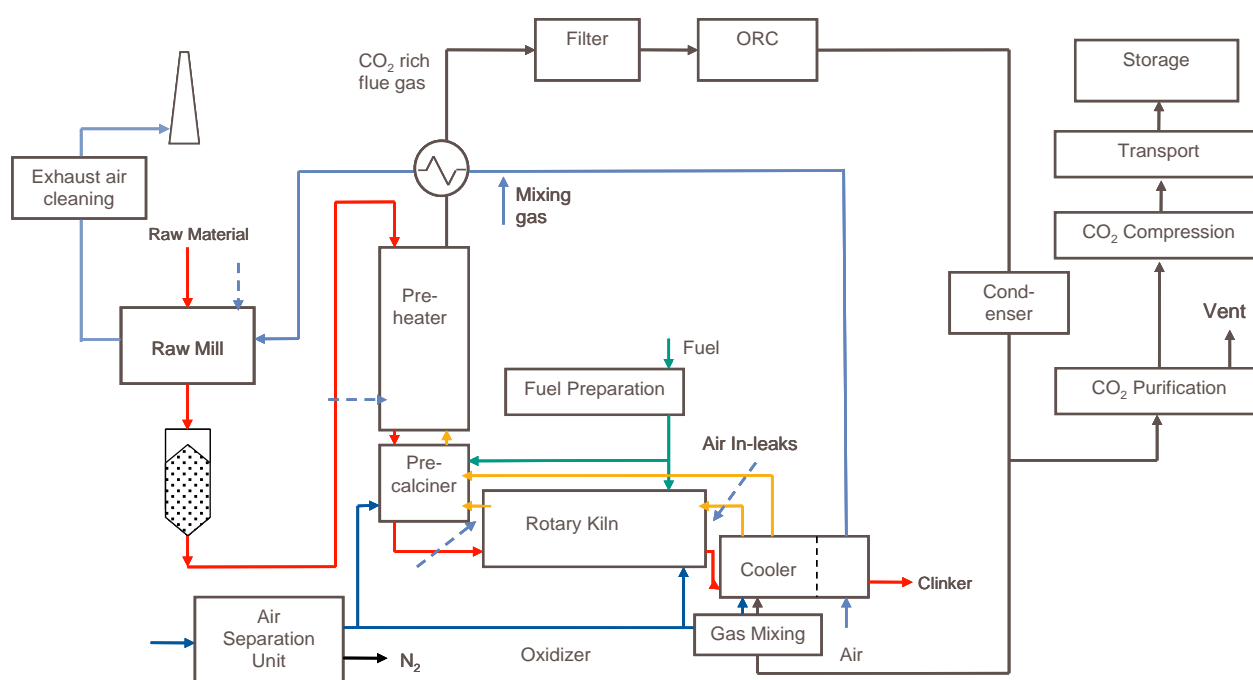 Filter
ORC
CO₂ rich
flue gas
Storage
Transport
Exhaust air
cleaning
Mixing
gas
Raw Material
CO₂ Compression
Pre-
heater
Cond-
enser
Vent
Raw Mill
Fuel
Fuel Preparation
CO₂ Purification
Air In-leaks
Pre-
calciner
Rotary Kiln
Cooler
Clinker
Air
Separation
Unit
Gas Mixing
N₂
Oxidizer
Air